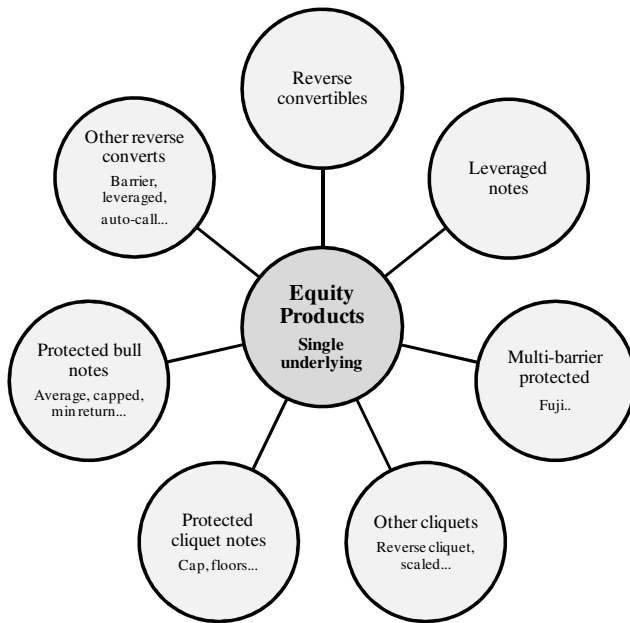 Reverse
convertibles
Other reverse
converts
Barrier,
leveraged,
auto-call...
Leveraged
notes
Equity
Products
Single
underlying
Protected bull
notes
Average, capped,
min return...
Multi-barrier
protected
Fuji..
Protected
cliquet notes
Cap, floors...
Other cliquets
Reverse cliquet,
scaled...